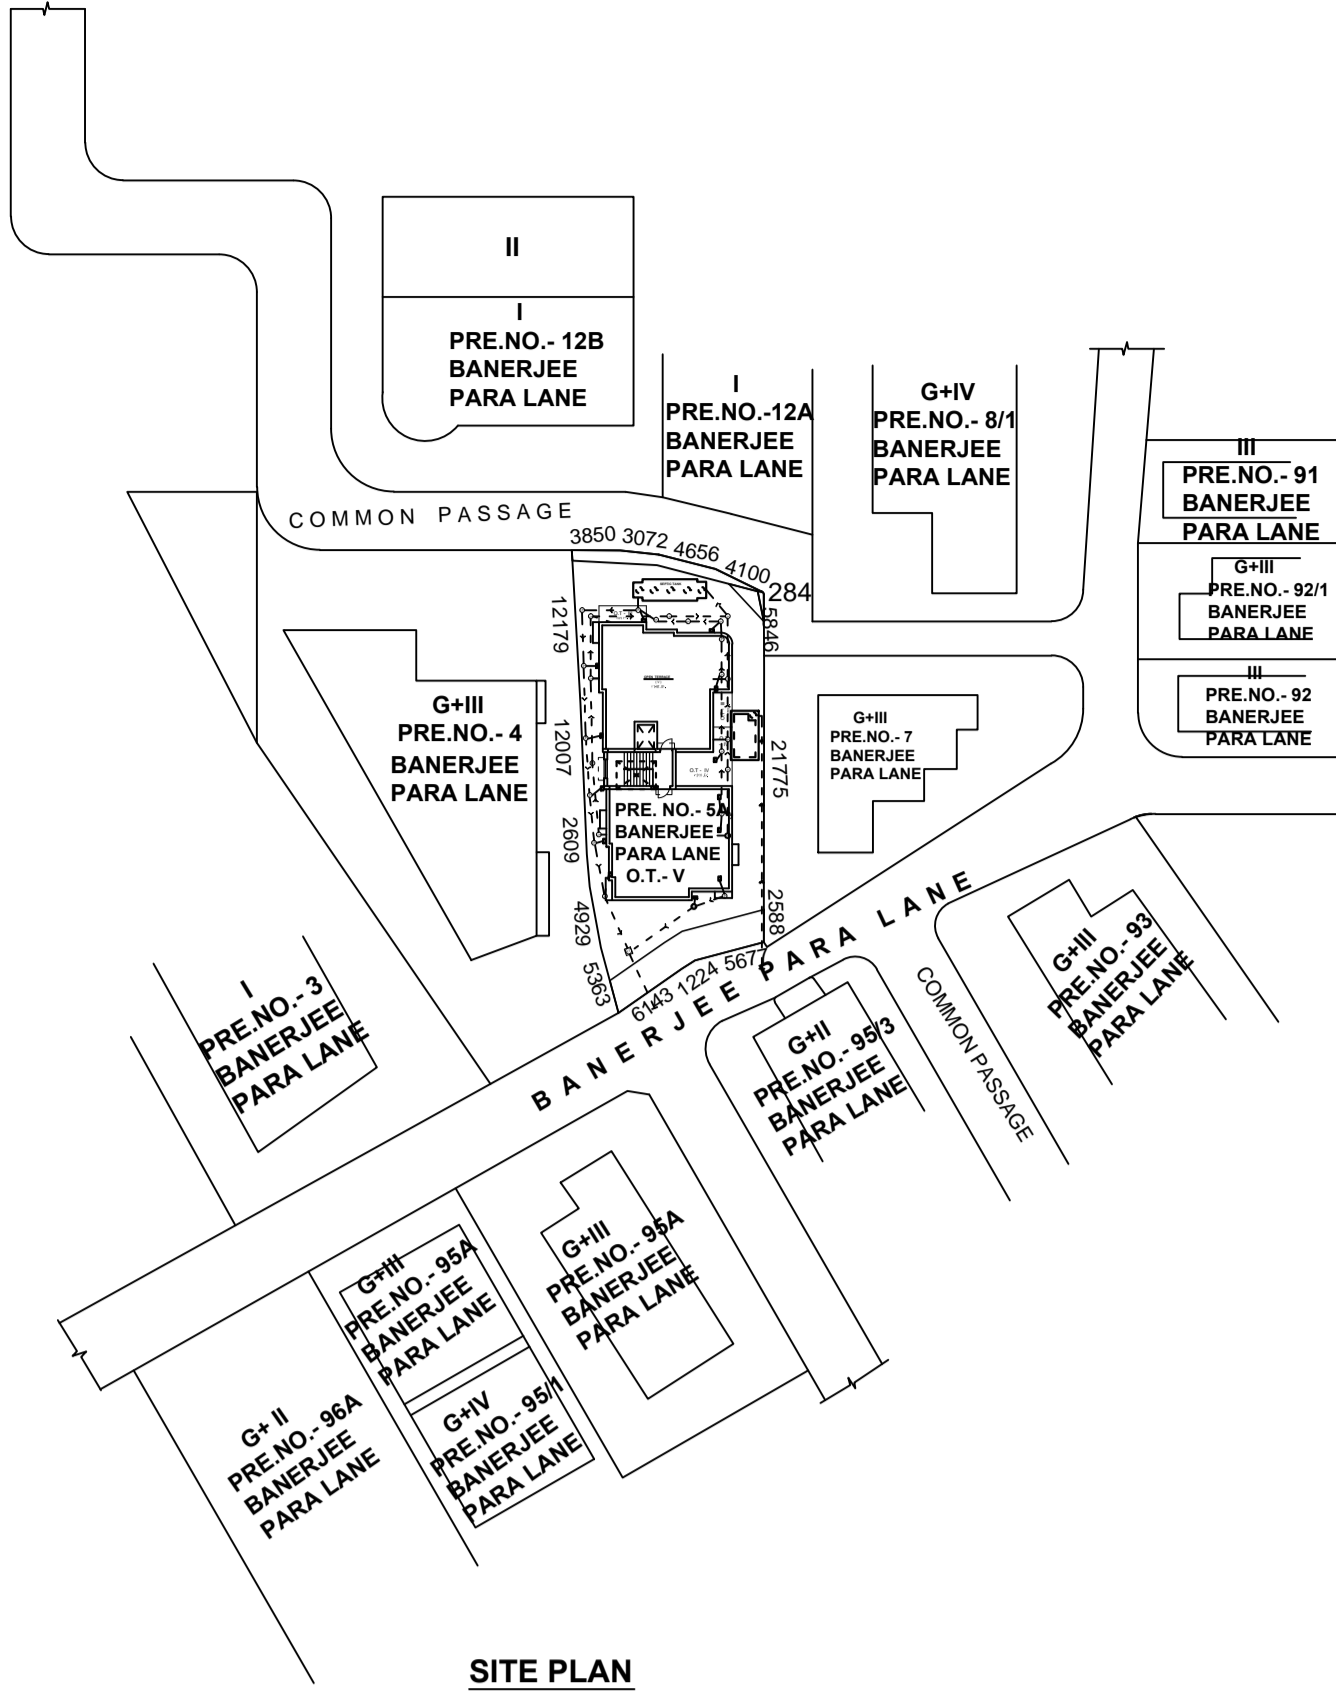 II
I
PRE.NO.- 12B
BANERJEE
PARA LANE
I
PRE.NO.-12A
BANERJEE
PARA LANE
G+IV
PRE.NO.- 8/1
BANERJEE
PARA LANE
III
PRE.NO.- 91
BANERJEE
PARA LANE
COMMON PASSAGE
3850 3072 4656 4100
284
5846
21775
2588
12179
12007
2609
4929
5363
6143 1224 567
G+III
PRE.NO.- 92/1
BANERJEE
PARA LANE
III
PRE.NO.- 92
BANERJEE
PARA LANE
SEPTIC TANK
OPEN TERRACE
O.T.- IV
G+III
PRE.NO.- 4
BANERJEE
PARA LANE
G+III
PRE.NO.- 7
BANERJEE
PARA LANE
PRE. NO.- 5A
BANERJEE
PARA LANE
O.T.- V
BANERJEE PARA LANE
COMMON PASSAGE
G+III
PRE.NO.- 93
BANERJEE
PARA LANE
I
PRE.NO.- 3
BANERJEE
PARA LANE
G+II
PRE.NO.- 95/3
BANERJEE
PARA LANE
G+III
PRE.NO.- 95A
BANERJEE
PARA LANE
G+III
PRE.NO.- 95A
BANERJEE
PARA LANE
G+ II
PRE.NO.- 96A
BANERJEE
PARA LANE
G+IV
PRE.NO.- 95/1
BANERJEE
PARA LANE
SITE PLAN